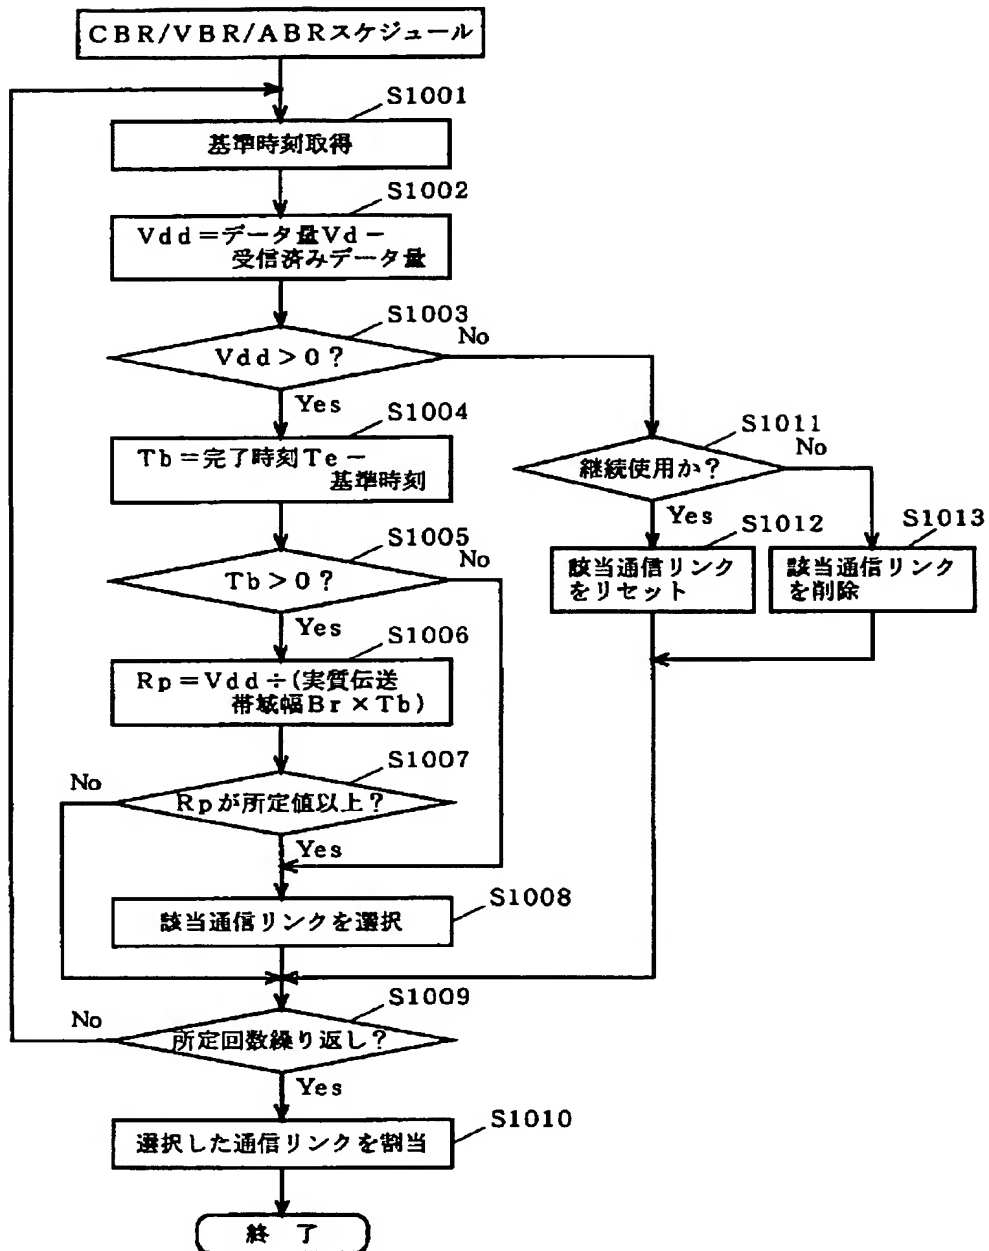 CBR/VBR/ABRスケジュール
S1001
基準時刻取得
S1002
Vdd=データ量Vd−
受信済みデータ量
S1003
No
Vdd>0?
Yes
S1004
Tb=完了時刻Te−
基準時刻
S1011
No
継続使用か?
Yes
S1012
該当通信リンク
をリセット
S1013
該当通信リンク
を削除
S1005
No
Tb>0?
Yes
S1006
Rp=Vdd÷(実質伝送
帯域幅Br×Tb)
S1007
No
Rpが所定値以上?
Yes
S1008
該当通信リンクを選択
S1009
No
所定回数繰り返し?
Yes
S1010
選択した通信リンクを割当
終 了